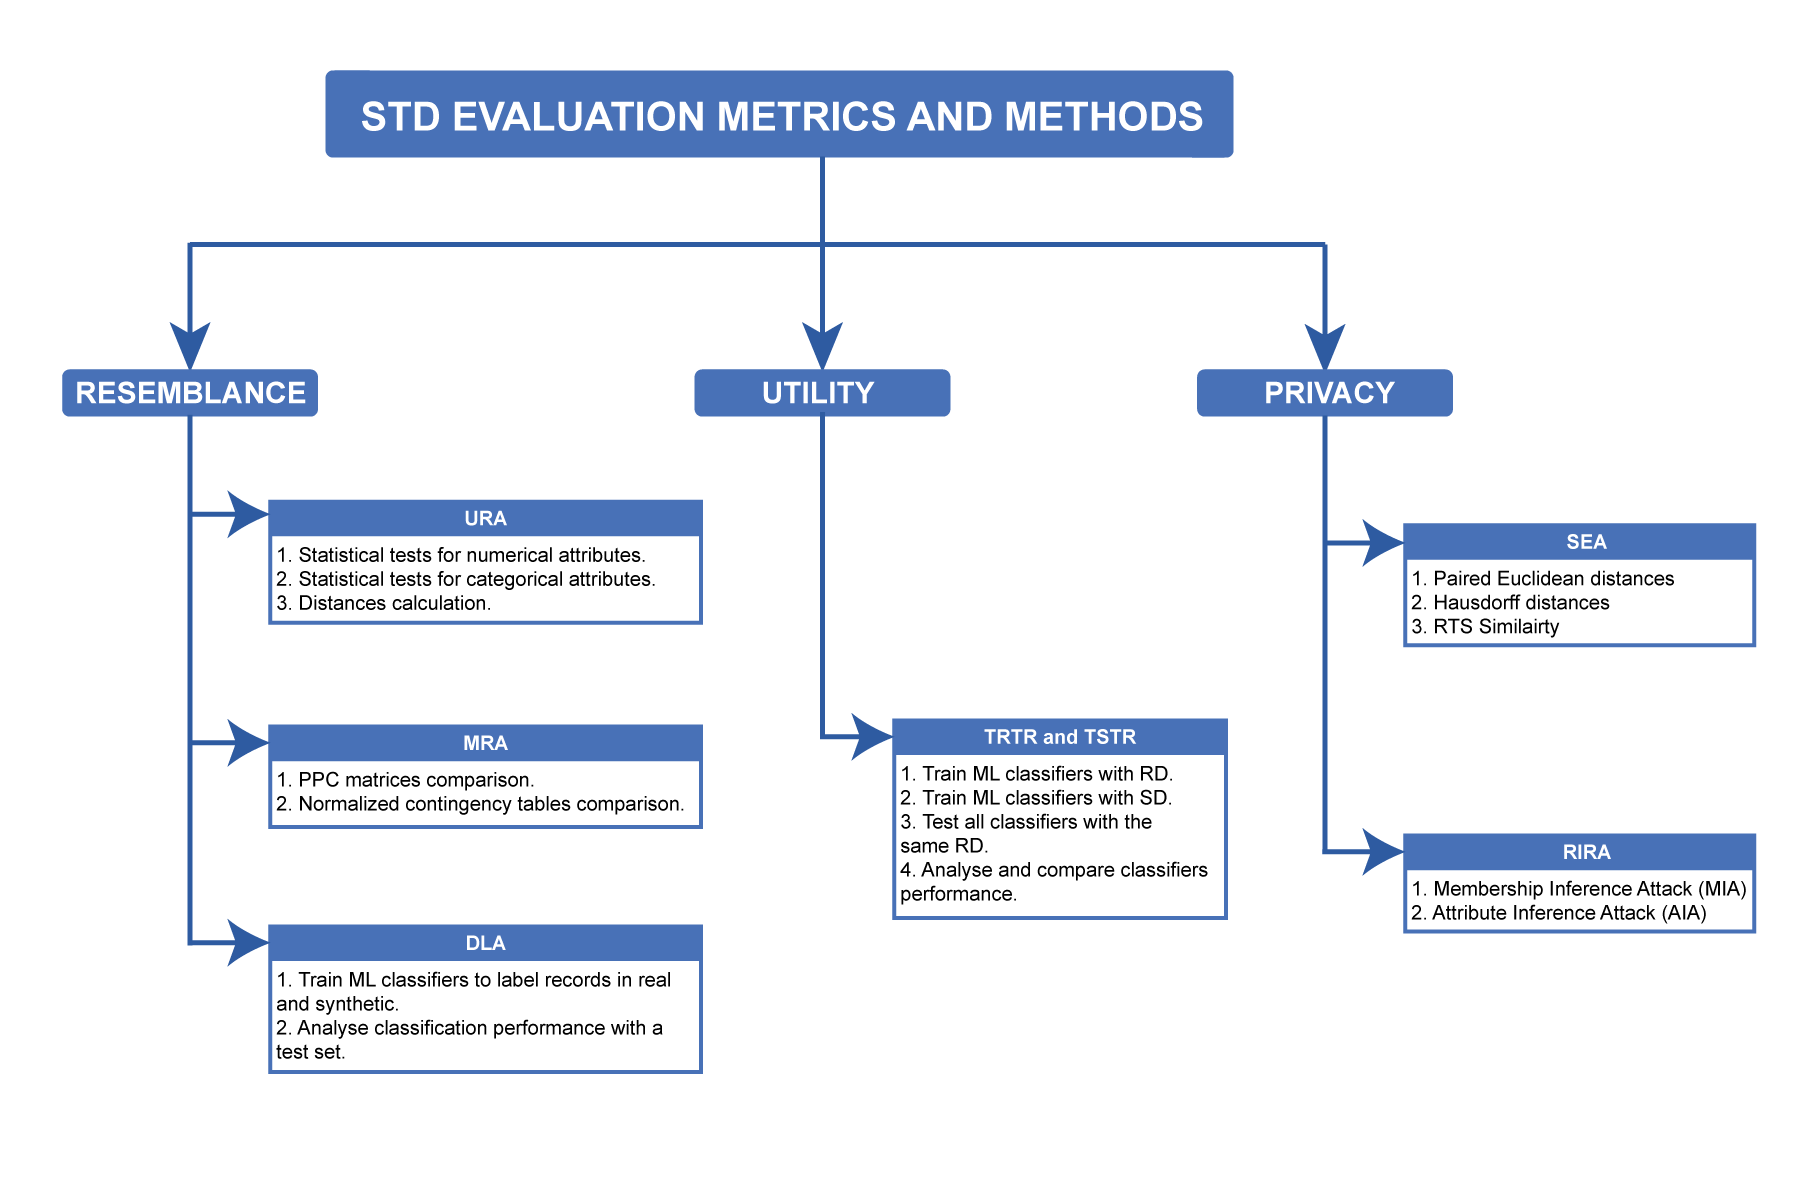 STD EVALUATION METRICS AND METHODS
RESEMBLANCE
URA
1. Statistical tests for numerical attributes.
2. Statistical tests for categorical attributes.
3. Distances calculation.
MRA
1. PPC matrices comparison.
2. Normalized contingency tables comparison.
DLA
1. Train ML classifiers to label records in real
and synthetic.
2. Analyse classification performance with a
test set.
UTILITY
TRTR and TSTR
1. Train ML classifiers with RD.
2. Train ML classifiers with SD.
3. Test all classifiers with the
same RD.
4. Analyse and compare classifiers
performance.
PRIVACY
SEA
1. Paired Euclidean distances
2. Hausdorff distances
3. RTS Similairty
RIRA
1. Membership Inference Attack (MIA)
2. Attribute Inference Attack (AIA)